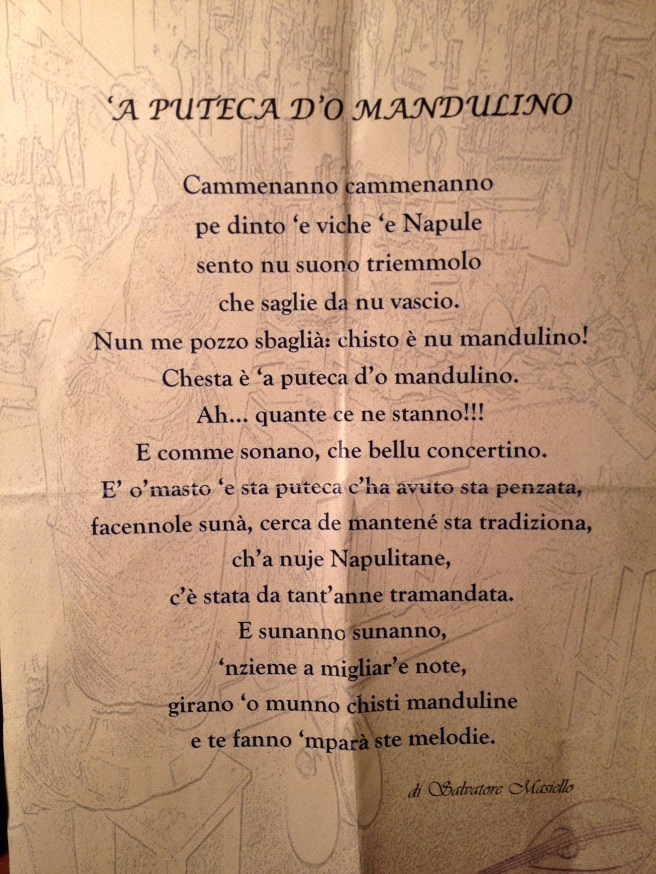 ‘A PUTECA D’O MANDULINO
Cammenanno cammenanno
pe dinto ‘e viche ‘e Napule
sento nu suono triemmolo
che saglie da nu vascio.
Nun me pozzo sbaglià: chisto è nu mandulino!
Chesta è ‘a puteca d’o mandulino.
Ah... quante ce ne stanno!!!
E comme sonano, che bellu concertino.
E’ o’masto ‘e sta puteca c’ha avuto sta penzata,
facennole sunà, cerca de mantené sta tradiziona,
ch’a nuje Napulitane,
c’è stata da tant’anne tramandata.
E sunanno sunanno,
‘nzieme a migliar’e note,
girano ‘o munno chisti manduline
e te fanno ‘mparà ste melodie.
di Salvatore Masiello